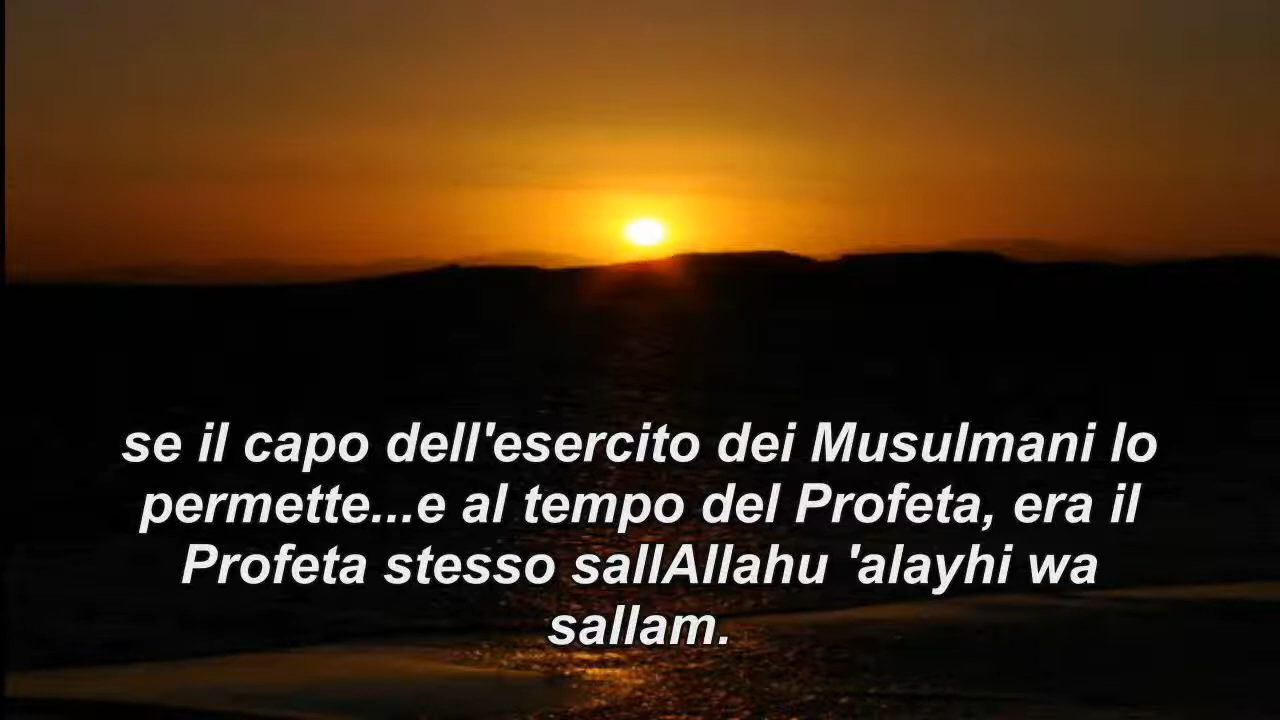 se il capo dell'esercito dei Musulmani lo
permette...e al tempo del Profeta, era il
Profeta stesso sallAllahu 'alayhi wa
sallam.